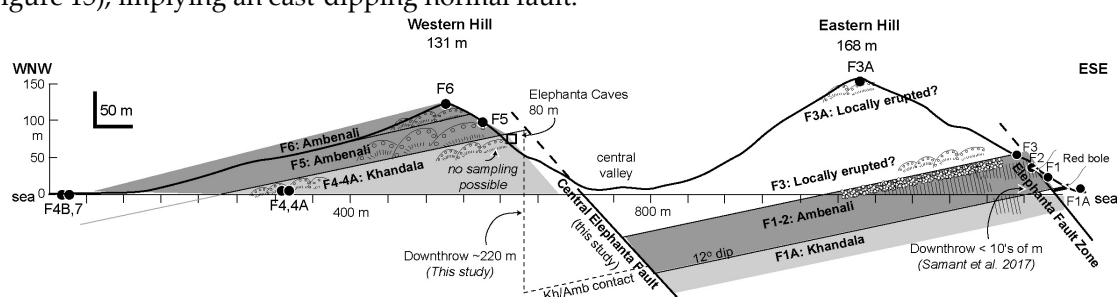 igure 15), implying an east-dipping normal fault.
Western Hill
131 m
Eastern Hill
168 m
WNW
ESE
150
100
m
50
0
sea
50 m
F6
F5
F3A
Elephanta Caves
80 m
F6: Ambenali
F5: Ambenali
F4-4A: Khandala
no sampling
possible
F3A: Locally erupted?
central
valley
F3: Locally erupted?
F3
F2
F1
Red bole
F1A
sea
F4B,7
F4,4A
400 m
800 m
Central Elephanta Fault
(this study)
Elephanta Fault Zone
F1-2: Ambenali
F1A: Khandala
12º dip
Downthrow ~220 m
(This study)
Downthrow < 10's of m
(Samant et al. 2017)
Kh/Amb contact